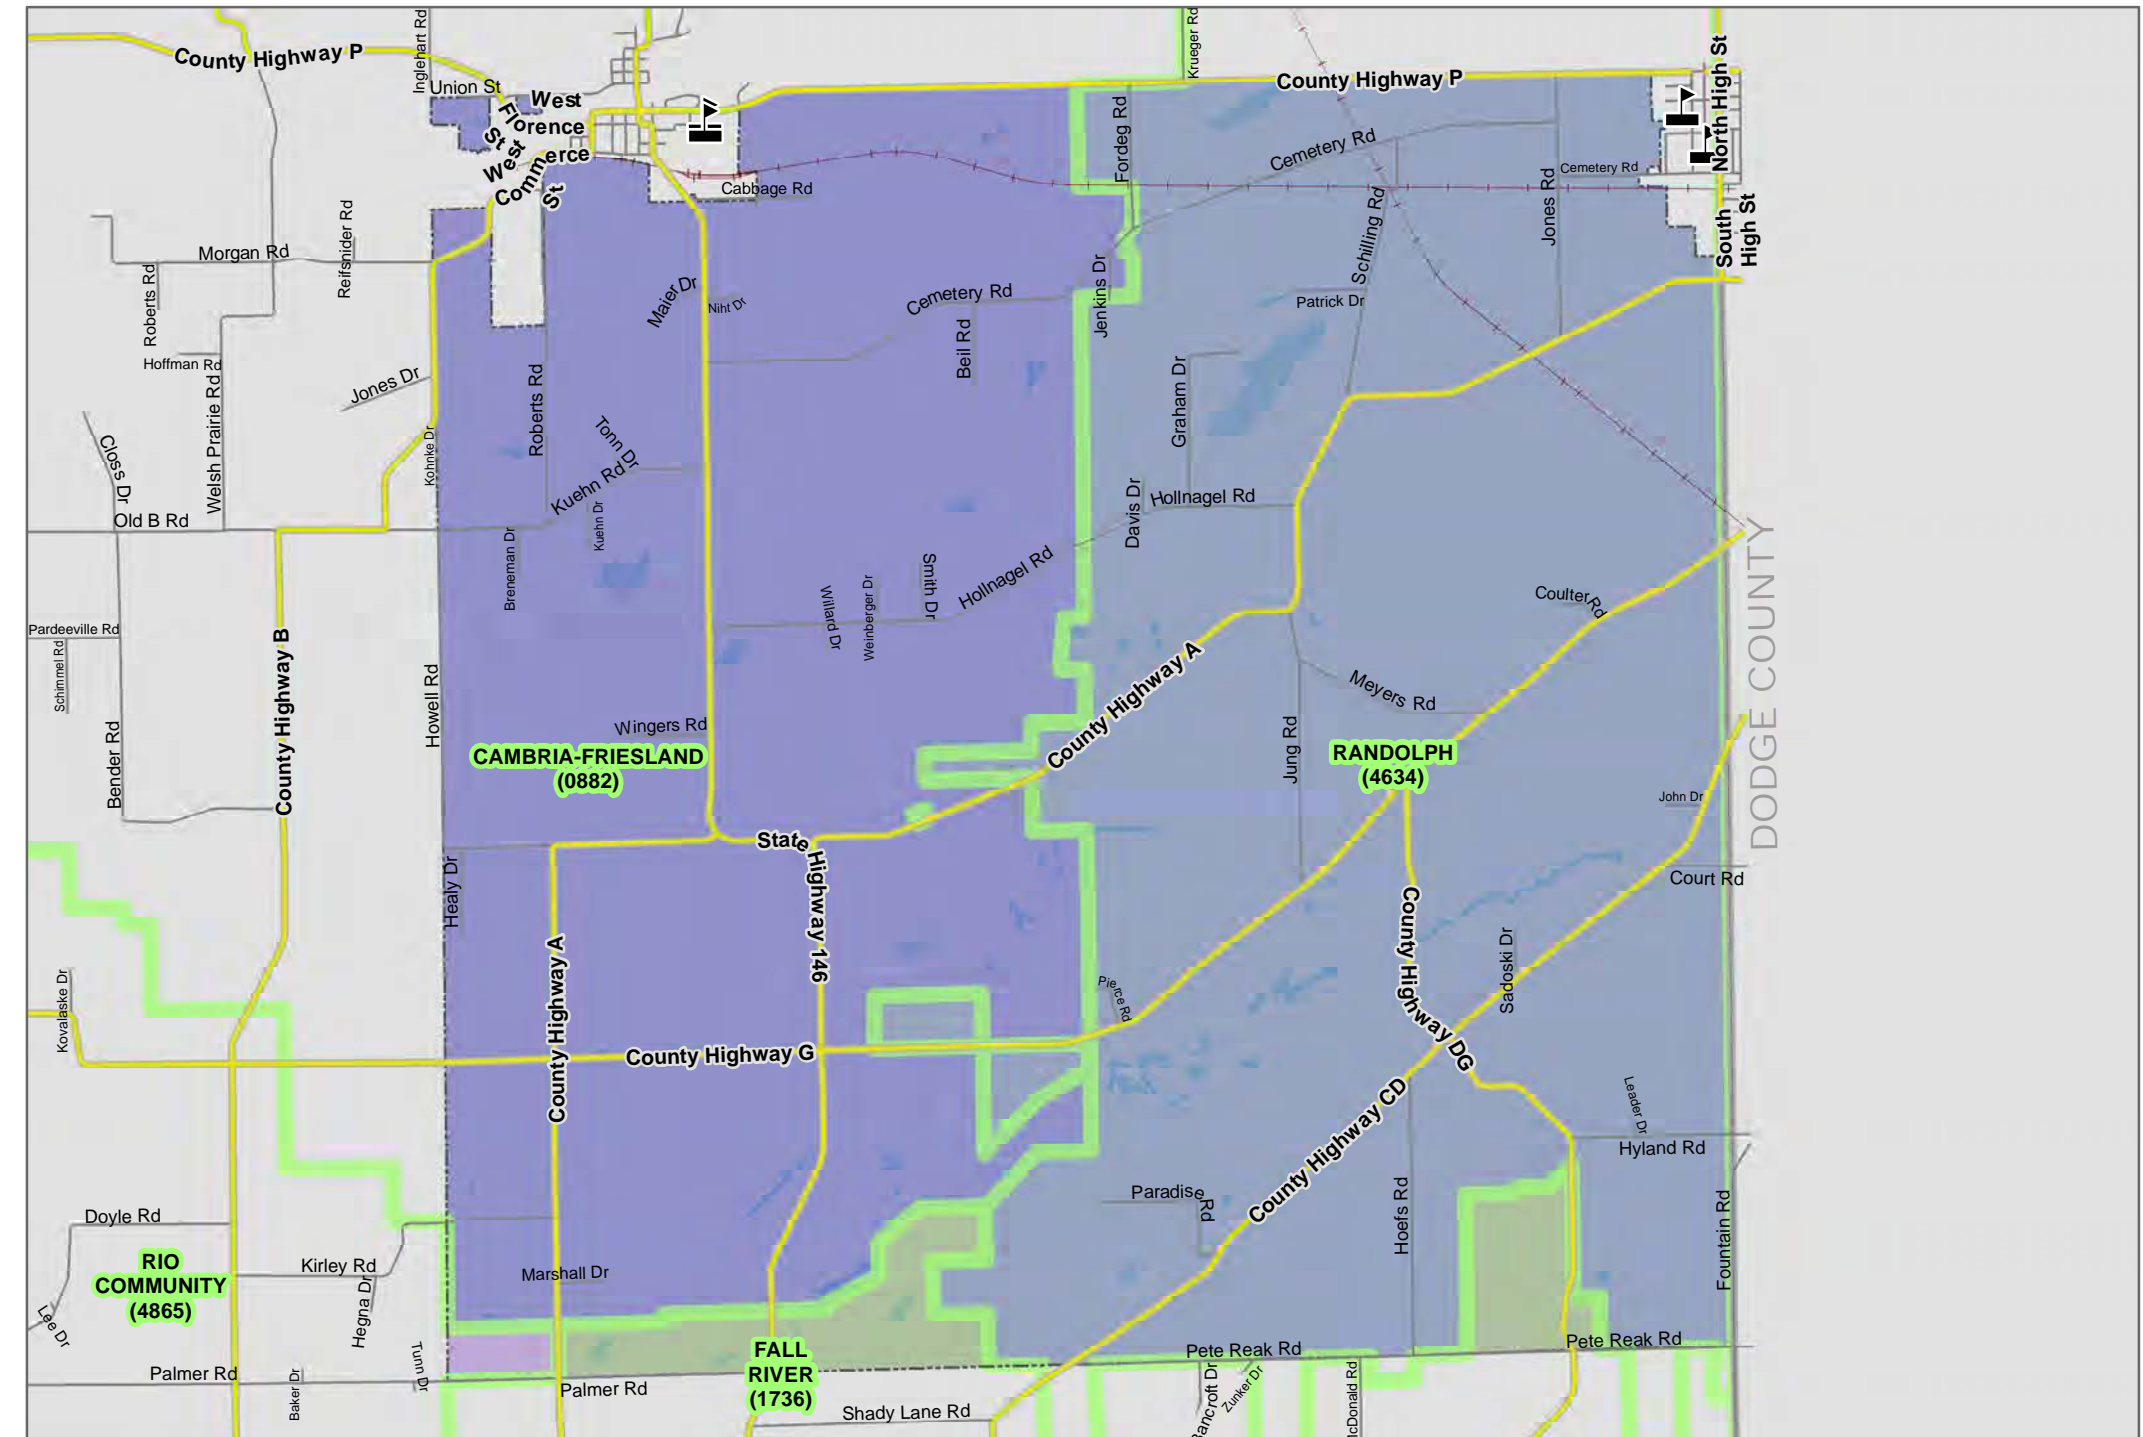 County Highway P
Inglehart Rd
Union St
West
Florence
St
West
Commerce
St
Krueger Rd
County Highway P
North High St
Fordeg Rd
Cemetery Rd
Cemetery Rd
Cabbage Rd
Jones Rd
Schilling Rd
South
High St
Morgan Rd
Reifsnider Rd
Roberts Rd
Hoffman Rd
Welsh Prairie Rd
Jones Dr
Maier Dr
Niht Dr
Cemetery Rd
Beil Rd
Jenkins Dr
Patrick Dr
Graham Dr
Roberts Rd
Tonn Dr
Kuehn Rd
Kuehn Dr
Kohnke Dr
Closs Dr
Old B Rd
Breneman Dr
Davis Dr
Hollnagel Rd
Hollnagel Rd
Smith Dr
Weinberger Dr
Willard Dr
Coulter Rd
DODGE COUNTY
Pardeeville Rd
Schimmel Rd
Bender Rd
County Highway B
Howell Rd
Wingers Rd
CAMBRIA-FRIESLAND
(0882)
County Highway A
Meyers Rd
Jung Rd
RANDOLPH
(4634)
John Dr
Court Rd
State Highway 146
Healy Dr
County Highway A
County Highway G
Kovalaske Dr
Pierce Rd
County Highway DG
Sadoski Dr
County Highway CD
Leader Dr
Hyland Rd
Paradise Rd
Hoefs Rd
Fountain Rd
Doyle Rd
RIO
COMMUNITY
(4865)
Kirley Rd
Hegna Dr
Lee Dr
Marshall Dr
Tunn Dr
Palmer Rd
Baker Dr
Palmer Rd
FALL
RIVER
(1736)
Shady Lane Rd
Pete Reak Rd
Pete Reak Rd
Bancroft Dr
Zunker Dr
McDonald Rd